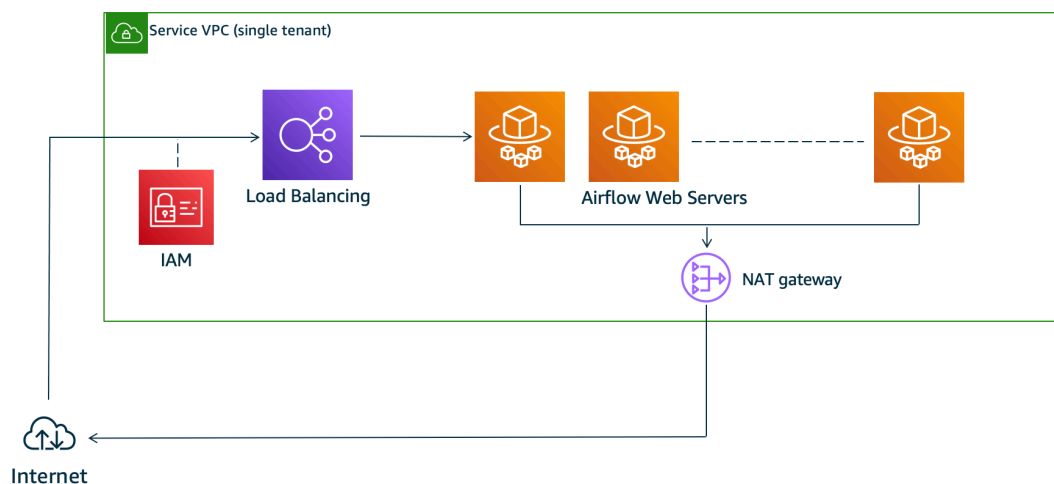 Service VPC (single tenant)
Load Balancing
Airflow Web Servers
IAM
NAT gateway
Internet